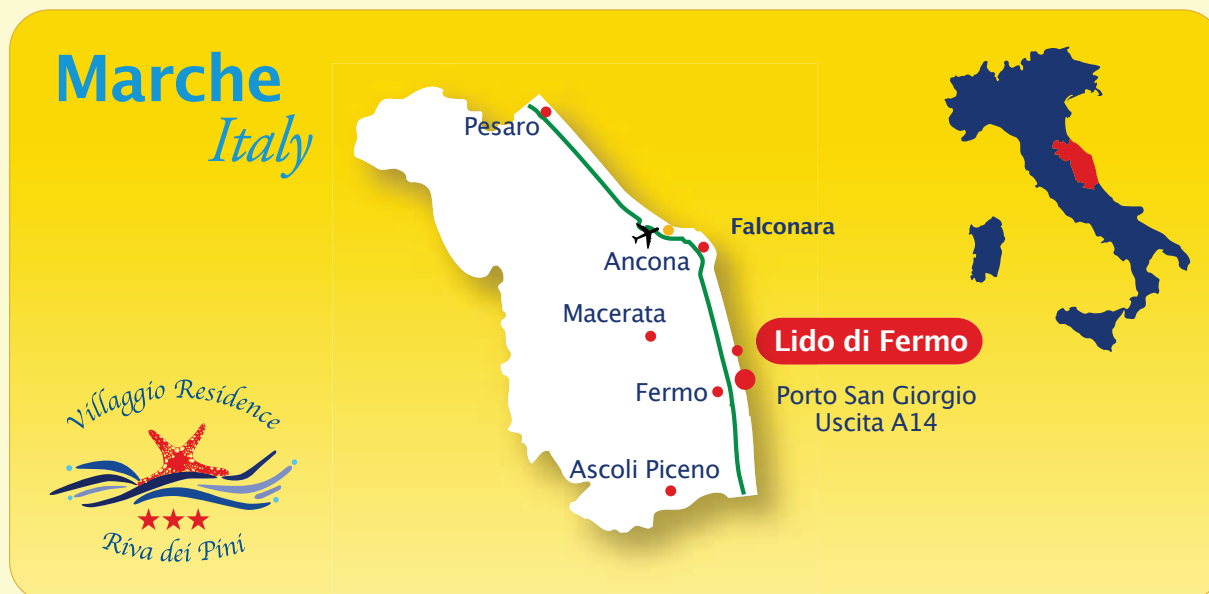 Marche
Italy
Pesaro
Falconara
Ancona
Macerata
Lido di Fermo
Fermo
Porto San Giorgio
Uscita A14
Ascoli Piceno
Villaggio Residence
Riva dei Pini